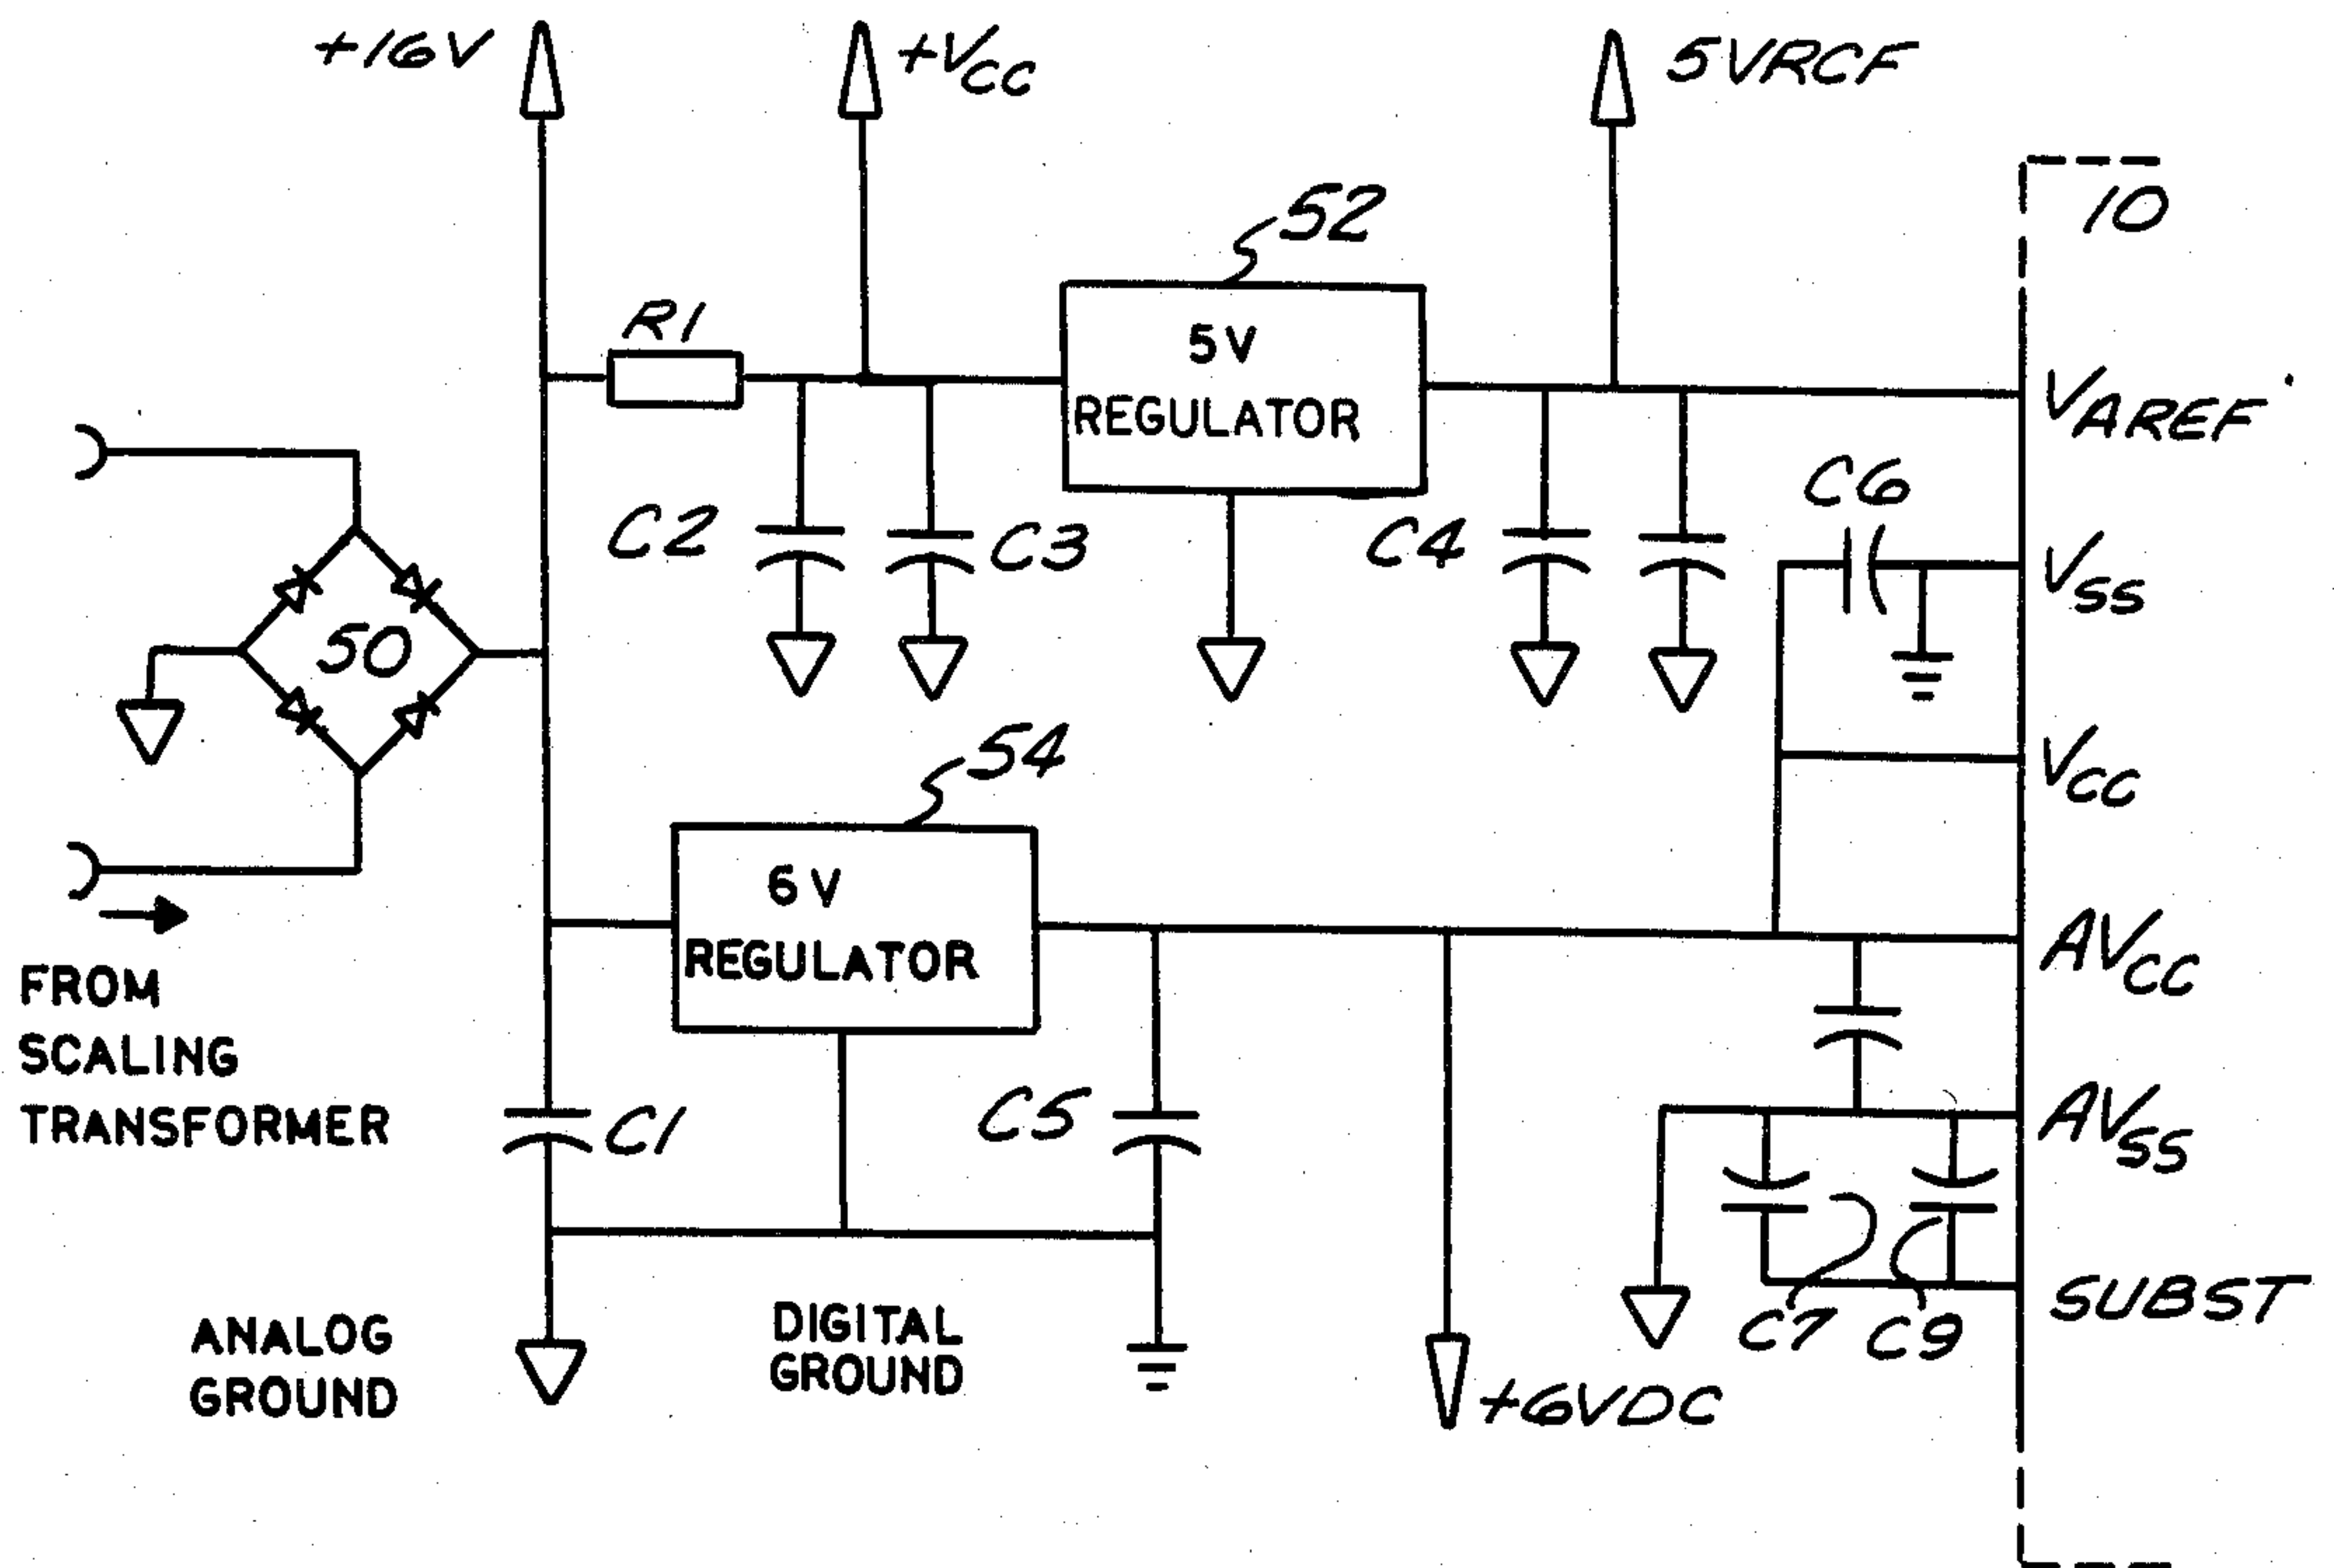 +16V
+VCC
5VRCF
52
10
R1
5V
REGULATOR
VAREF
C2
C3
C4
C6
VSS
50
54
VCC
6V
REGULATOR
AVCC
FROM
SCALING
TRANSFORMER
C1
C5
AVSS
ANALOG
GROUND
DIGITAL
GROUND
C7
C9
SUBST
+6VDC